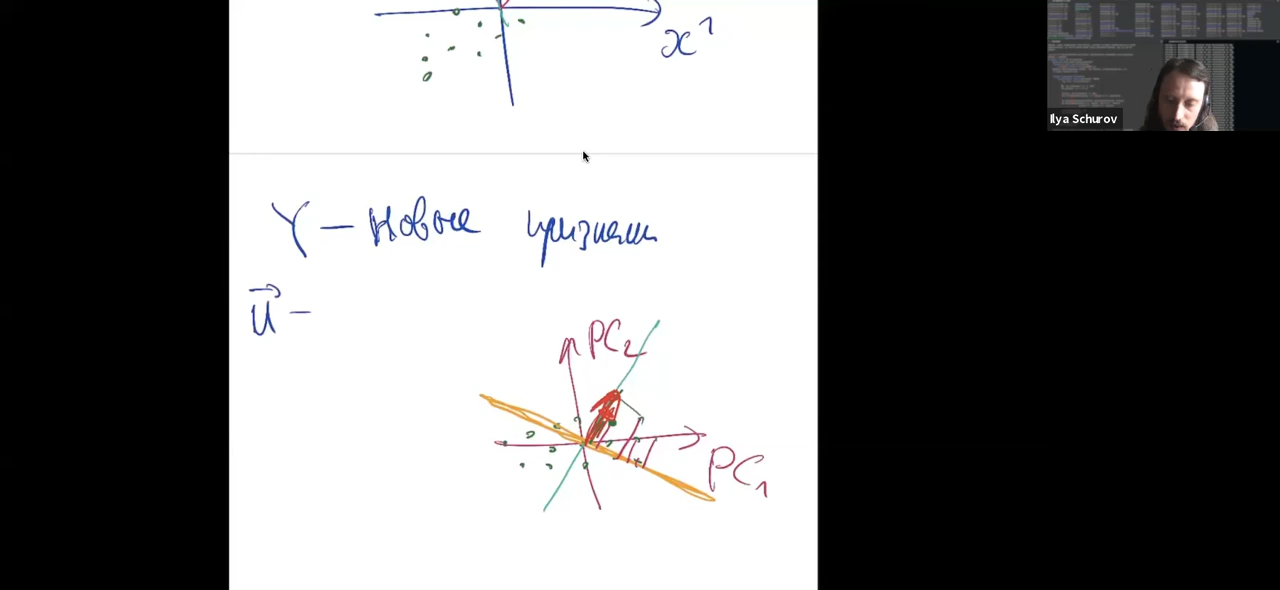 x¹
Ilya Schurov
Y — Новые признаки
u⃗ —
PC₂
PC₁